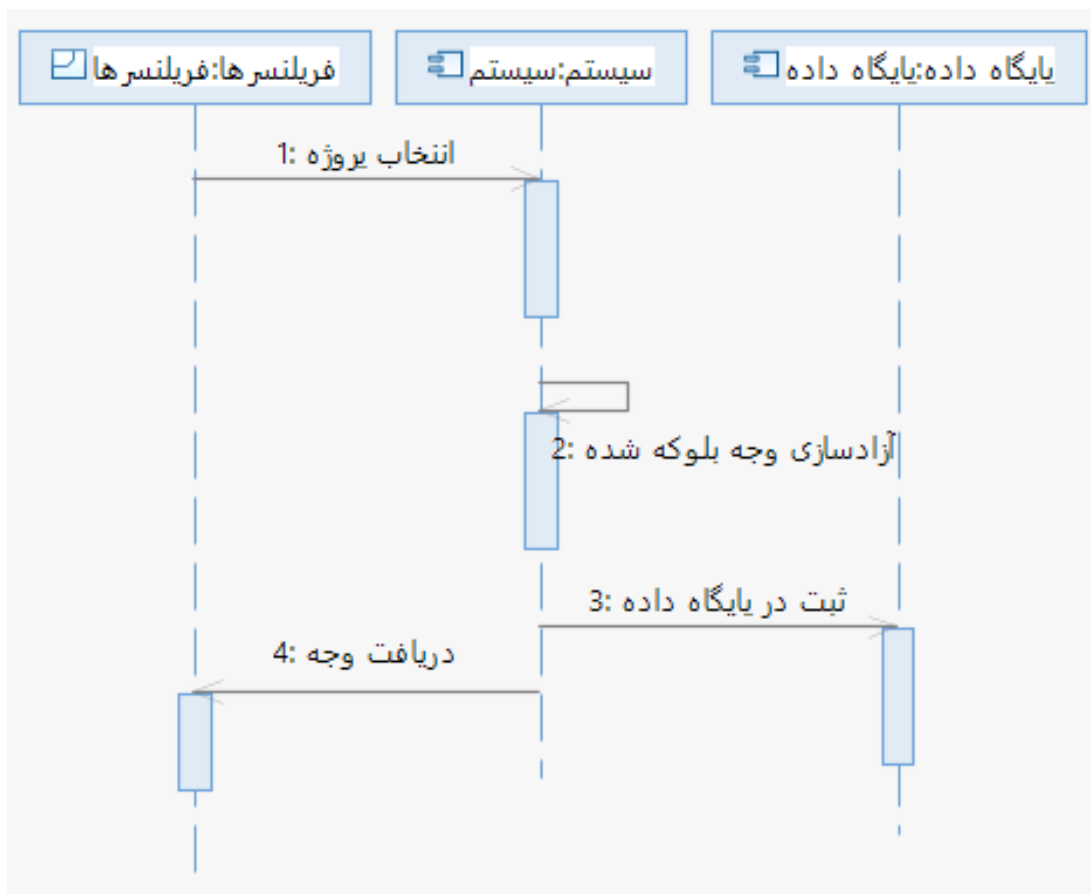 فریلنسرها:فریلنسرها
سیستم:سیستم
پایگاه داده:پایگاه داده
1: انتخاب پروژه
2: آزادسازی وجه بلوکه شده
3: ثبت در پایگاه داده
4: دریافت وجه